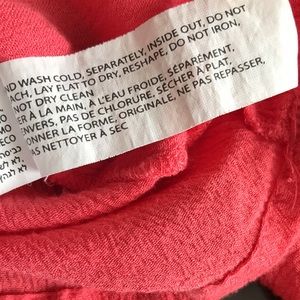 ND WASH COLD, SEPARATELY, INSIDE OUT, DO NOT
ACH, LAY FLAT TO DRY, RESHAPE, DO NOT IRON,
NOT DRY CLEAN
ER À LA MAIN, À L'EAU FROIDE, SÉPARÉMENT,
VERS, PAS DE CHLORURE, SÉCHER À PLAT,
ONNER LA FORME, ORIGINALE, NE PAS REPASSER,
AS NETTOYER À SEC